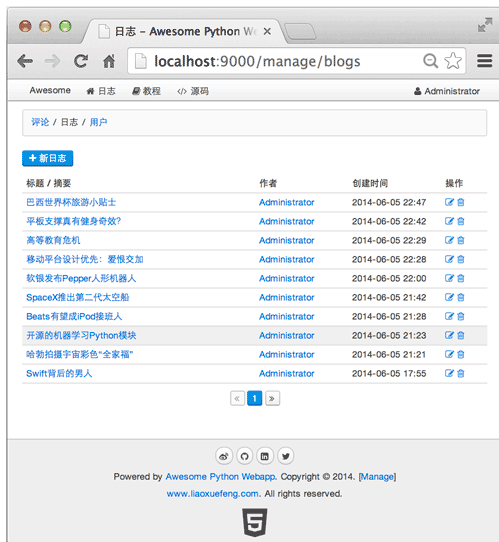 日志 - Awesome Python We
localhost:9000/manage/blogs
Awesome 日志 教程 源码 Administrator
评论 / 日志 / 用户
新日志
标题 / 摘要 作者 创建时间 操作
巴西世界杯旅游小贴士 Administrator 2014-06-05 22:47
平板支撑真有健身奇效? Administrator 2014-06-05 22:42
高等教育危机 Administrator 2014-06-05 22:29
移动平台设计优先：爱恨交加 Administrator 2014-06-05 22:28
软银发布Pepper人形机器人 Administrator 2014-06-05 22:00
SpaceX推出第二代太空船 Administrator 2014-06-05 21:42
Beats有望成iPod接班人 Administrator 2014-06-05 21:28
开源的机器学习Python模块 Administrator 2014-06-05 21:23
哈勃拍摄宇宙彩色“全家福” Administrator 2014-06-05 21:21
Swift背后的男人 Administrator 2014-06-05 17:55
« 1 »
Powered by Awesome Python Webapp. Copyright © 2014. [Manage]
www.liaoxuefeng.com. All rights reserved.